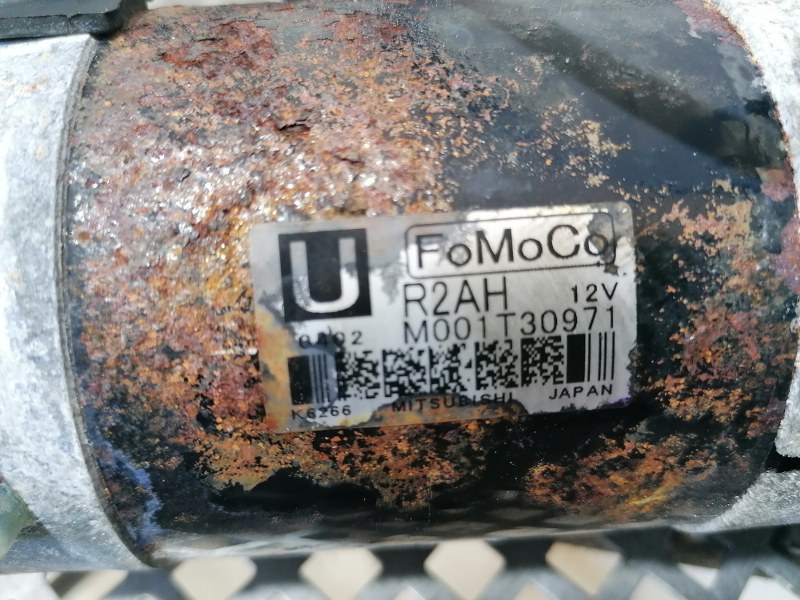 U
FoMoCo
R2AH 12V
M001T30971
K6266 MITSUBISHI JAPAN